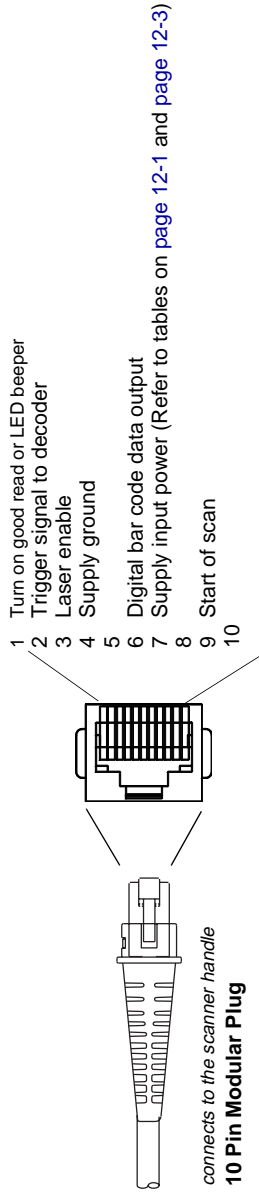 1 Turn on good read or LED beeper
2 Trigger signal to decoder
3 Laser enable
4 Supply ground
5
6 Digital bar code data output
7 Supply input power (Refer to tables on page 12-1 and page 12-3)
8
9 Start of scan
10
connects to the scanner handle
10 Pin Modular Plug